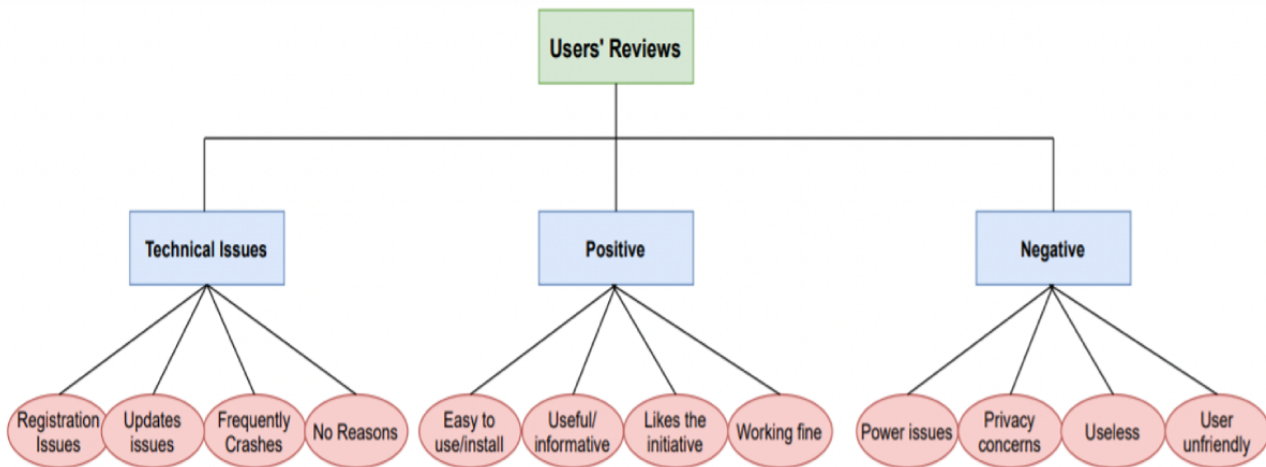 Users' Reviews
Technical Issues
Positive
Negative
Registration
Issues
Updates
issues
Frequently
Crashes
No Reasons
Easy to
use/install
Useful/
informative
Likes the
initiative
Working fine
Power issues
Privacy
concerns
Useless
User
unfriendly